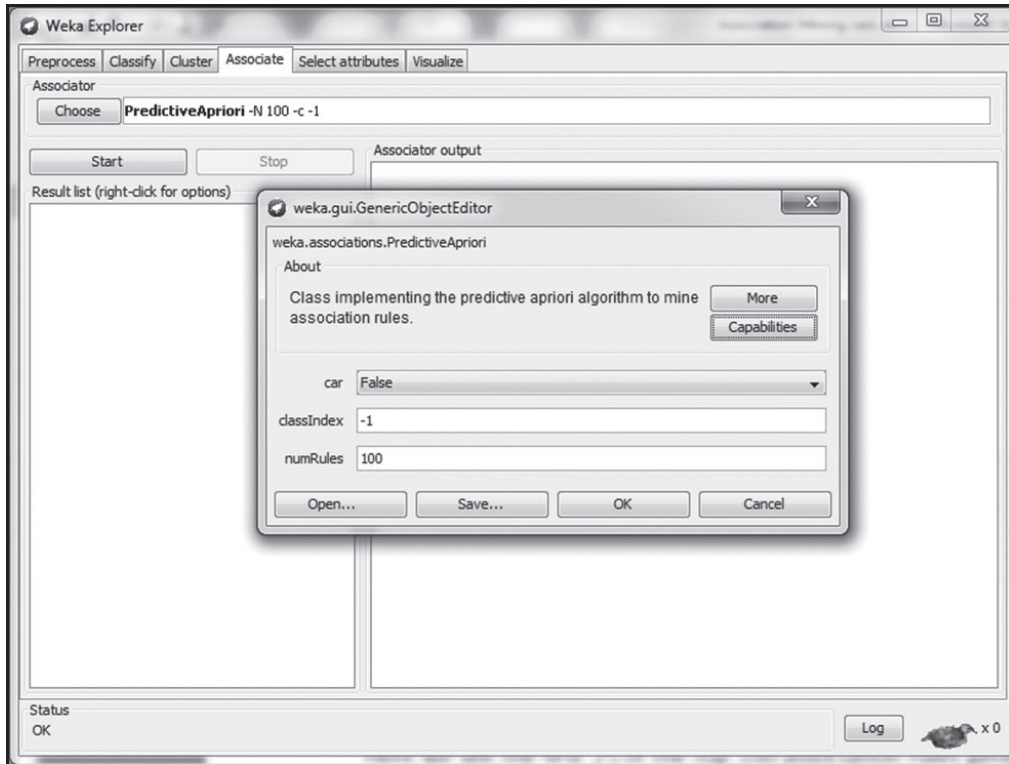 Weka Explorer
Preprocess Classify Cluster Associate Select attributes Visualize
Associator
Choose PredictiveApriori -N 100 -c -1
Start Stop
Associator output
Result list (right-click for options)
weka.gui.GenericObjectEditor
weka.associations.PredictiveApriori
About
Class implementing the predictive apriori algorithm to mine
association rules.
More
Capabilities
car False
classIndex -1
numRules 100
Open... Save... OK Cancel
Status
OK
Log x 0